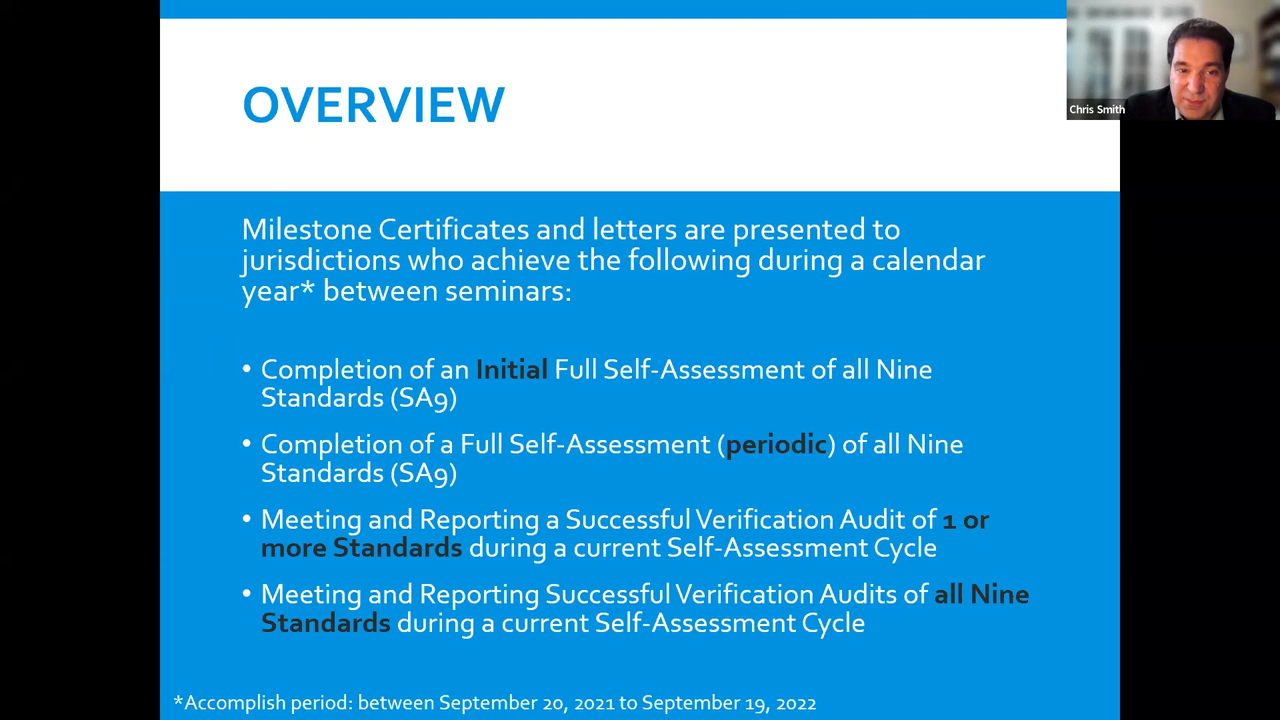 OVERVIEW
Chris Smith
Milestone Certificates and letters are presented to
jurisdictions who achieve the following during a calendar
year* between seminars:
• Completion of an Initial Full Self-Assessment of all Nine
Standards (SA9)
• Completion of a Full Self-Assessment (periodic) of all Nine
Standards (SA9)
• Meeting and Reporting a Successful Verification Audit of 1 or
more Standards during a current Self-Assessment Cycle
• Meeting and Reporting Successful Verification Audits of all Nine
Standards during a current Self-Assessment Cycle
*Accomplish period: between September 20, 2021 to September 19, 2022